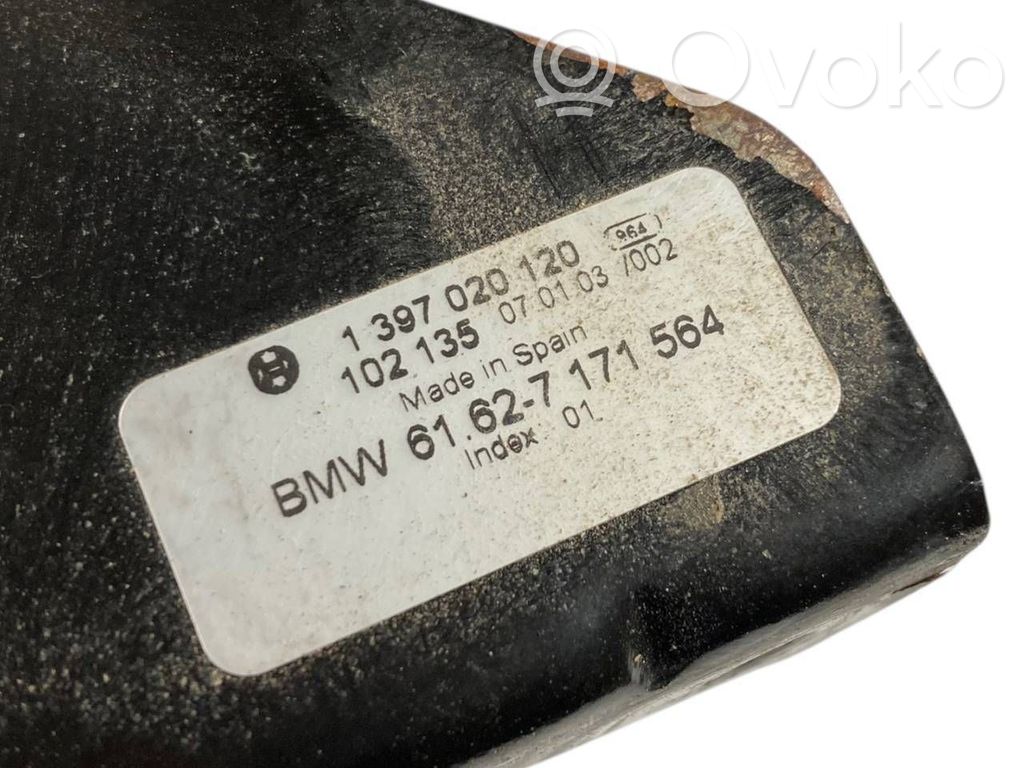 Ovoko
964
1 397 020 120
102 135 07 01 03 /002
Made in Spain
BMW 61.62-7 171 564
Index 01.